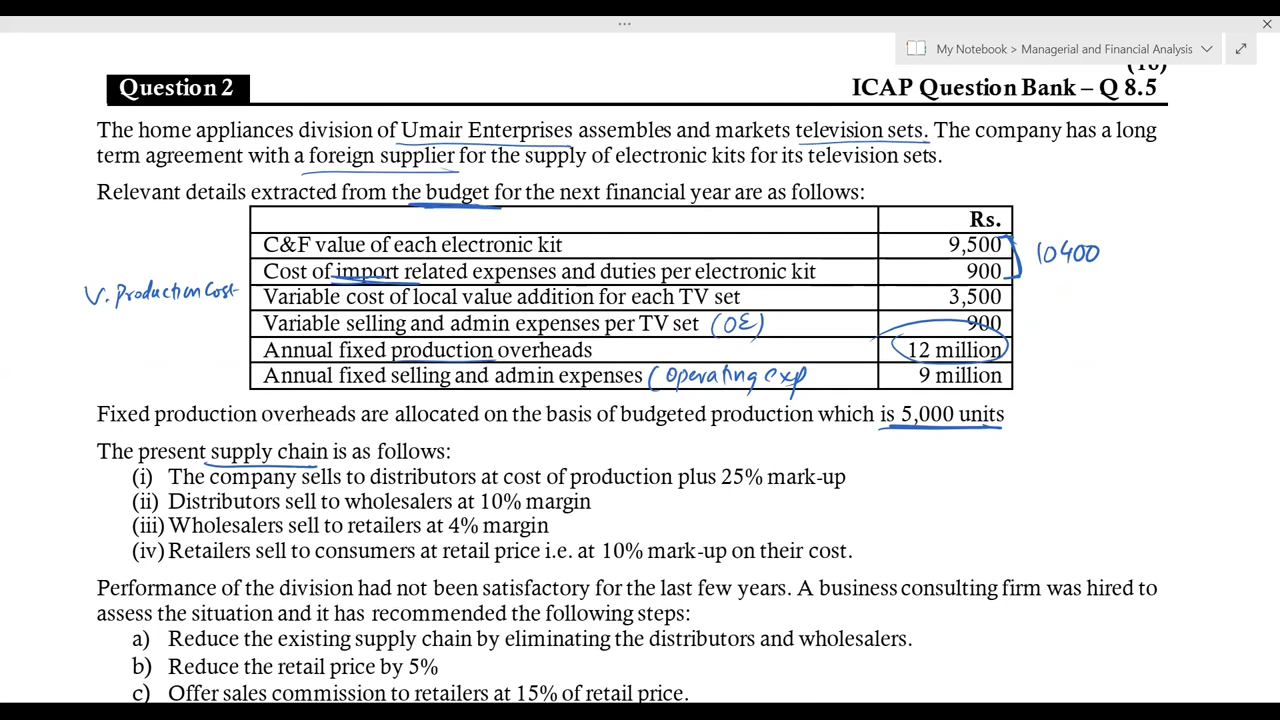 My Notebook > Managerial and Financial Analysis
Question 2
ICAP Question Bank – Q 8.5
The home appliances division of Umair Enterprises assembles and markets television sets. The company has a long
term agreement with a foreign supplier for the supply of electronic kits for its television sets.
Relevant details extracted from the budget for the next financial year are as follows:
Rs.
C&F value of each electronic kit 9,500
10400
Cost of import related expenses and duties per electronic kit 900
V. Production Cost
Variable cost of local value addition for each TV set 3,500
Variable selling and admin expenses per TV set (OE) 900
Annual fixed production overheads 12 million
Annual fixed selling and admin expenses (Operating exp 9 million
Fixed production overheads are allocated on the basis of budgeted production which is 5,000 units
The present supply chain is as follows:
(i) The company sells to distributors at cost of production plus 25% mark-up
(ii) Distributors sell to wholesalers at 10% margin
(iii) Wholesalers sell to retailers at 4% margin
(iv) Retailers sell to consumers at retail price i.e. at 10% mark-up on their cost.
Performance of the division had not been satisfactory for the last few years. A business consulting firm was hired to
assess the situation and it has recommended the following steps:
a) Reduce the existing supply chain by eliminating the distributors and wholesalers.
b) Reduce the retail price by 5%
c) Offer sales commission to retailers at 15% of retail price.